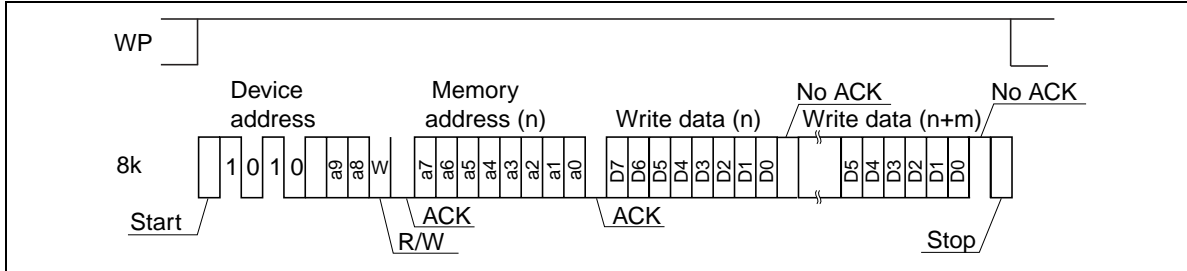 WP
Device address
Memory address (n)
Write data (n)
No ACK
Write data (n+m)
No ACK
8k
1 0 1 0 a9 a8 W a7 a6 a5 a4 a3 a2 a1 a0 D7 D6 D5 D4 D3 D2 D1 D0 D5 D4 D3 D2 D1 D0
Start
R/W
ACK
ACK
Stop